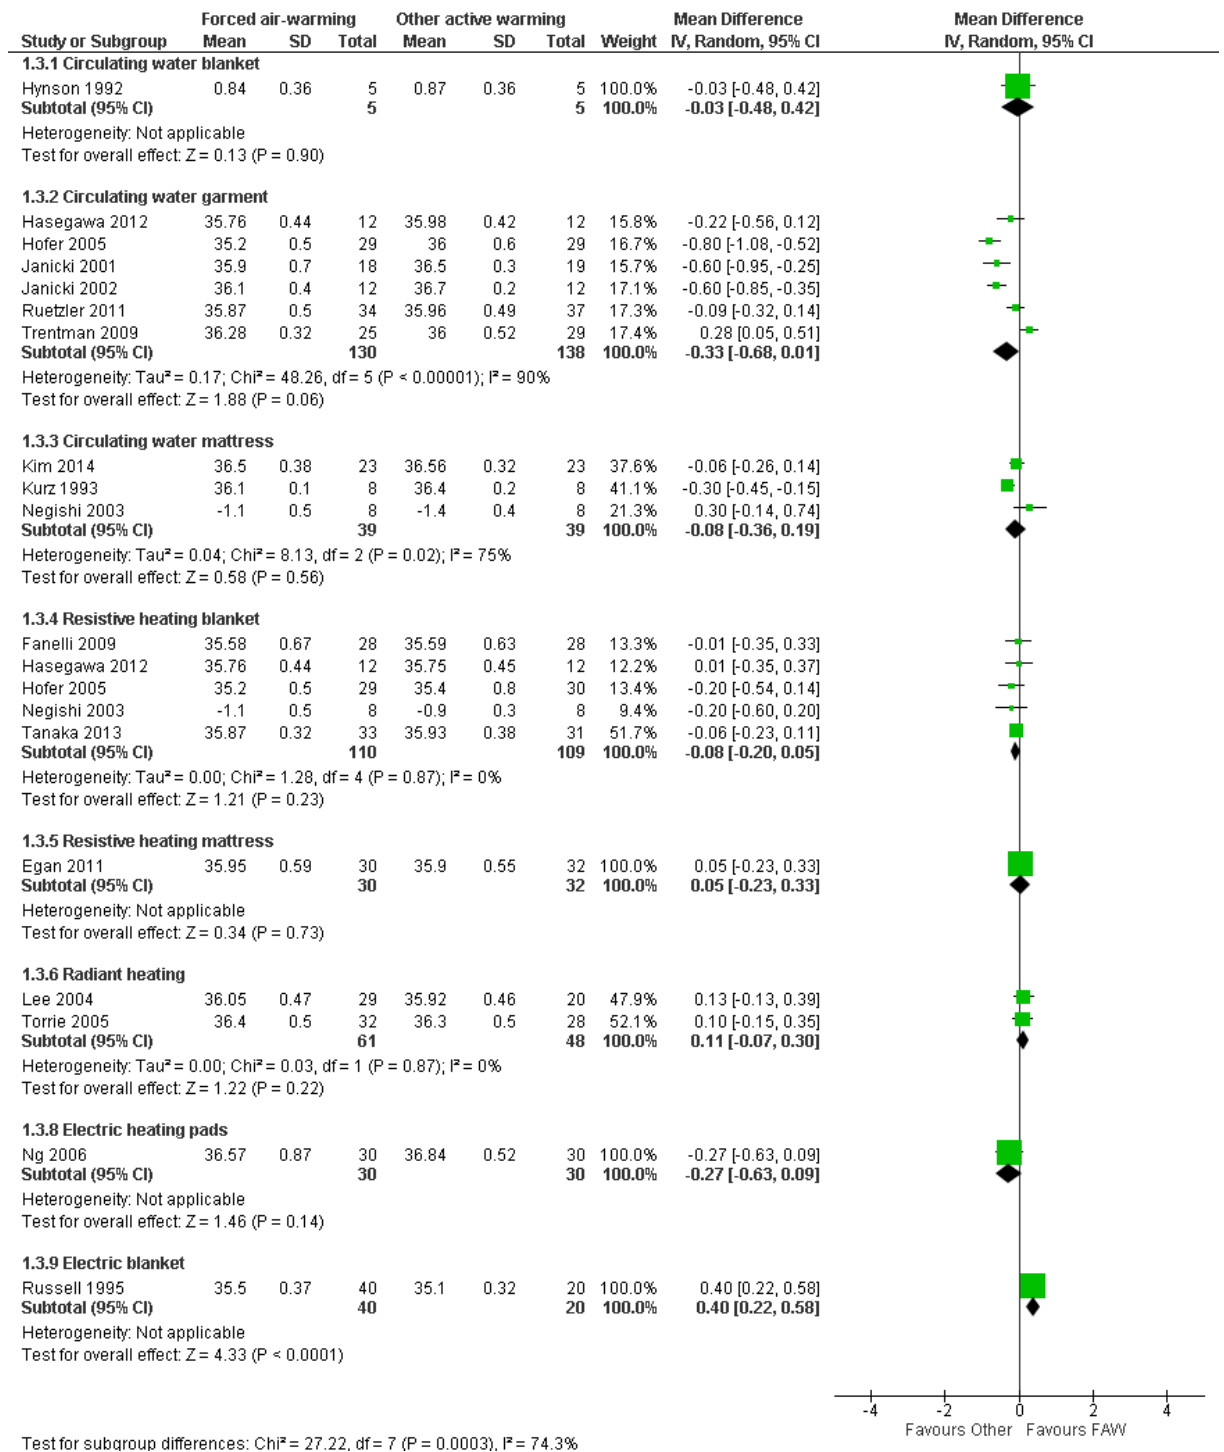 Forced air-warming Other active warming Mean Difference Mean Difference
Study or Subgroup Mean SD Total Mean SD Total Weight IV, Random, 95% CI IV, Random, 95% CI
1.3.1 Circulating water blanket
Hynson 1992 0.84 0.36 5 0.87 0.36 5 100.0% -0.03 [-0.48, 0.42]
Subtotal (95% CI) 5 5 100.0% -0.03 [-0.48, 0.42]
Heterogeneity: Not applicable
Test for overall effect: Z = 0.13 (P = 0.90)
1.3.2 Circulating water garment
Hasegawa 2012 35.76 0.44 12 35.98 0.42 12 15.8% -0.22 [-0.56, 0.12]
Hofer 2005 35.2 0.5 29 36 0.6 29 16.7% -0.80 [-1.08, -0.52]
Janicki 2001 35.9 0.7 18 36.5 0.3 19 15.7% -0.60 [-0.95, -0.25]
Janicki 2002 36.1 0.4 12 36.7 0.2 12 17.1% -0.60 [-0.85, -0.35]
Ruetzler 2011 35.87 0.5 34 35.96 0.49 37 17.3% -0.09 [-0.32, 0.14]
Trentman 2009 36.28 0.32 25 36 0.52 29 17.4% 0.28 [0.05, 0.51]
Subtotal (95% CI) 130 138 100.0% -0.33 [-0.68, 0.01]
Heterogeneity: Tau² = 0.17; Chi² = 48.26, df = 5 (P < 0.00001); I² = 90%
Test for overall effect: Z = 1.88 (P = 0.06)
1.3.3 Circulating water mattress
Kim 2014 36.5 0.38 23 36.56 0.32 23 37.6% -0.06 [-0.26, 0.14]
Kurz 1993 36.1 0.1 8 36.4 0.2 8 41.1% -0.30 [-0.45, -0.15]
Negishi 2003 -1.1 0.5 8 -1.4 0.4 8 21.3% 0.30 [-0.14, 0.74]
Subtotal (95% CI) 39 39 100.0% -0.08 [-0.36, 0.19]
Heterogeneity: Tau² = 0.04; Chi² = 8.13, df = 2 (P = 0.02); I² = 75%
Test for overall effect: Z = 0.58 (P = 0.56)
1.3.4 Resistive heating blanket
Fanelli 2009 35.58 0.67 28 35.59 0.63 28 13.3% -0.01 [-0.35, 0.33]
Hasegawa 2012 35.76 0.44 12 35.75 0.45 12 12.2% 0.01 [-0.35, 0.37]
Hofer 2005 35.2 0.5 29 35.4 0.8 30 13.4% -0.20 [-0.54, 0.14]
Negishi 2003 -1.1 0.5 8 -0.9 0.3 8 9.4% -0.20 [-0.60, 0.20]
Tanaka 2013 35.87 0.32 33 35.93 0.38 31 51.7% -0.06 [-0.23, 0.11]
Subtotal (95% CI) 110 109 100.0% -0.08 [-0.20, 0.05]
Heterogeneity: Tau² = 0.00; Chi² = 1.28, df = 4 (P = 0.87); I² = 0%
Test for overall effect: Z = 1.21 (P = 0.23)
1.3.5 Resistive heating mattress
Egan 2011 35.95 0.59 30 35.9 0.55 32 100.0% 0.05 [-0.23, 0.33]
Subtotal (95% CI) 30 32 100.0% 0.05 [-0.23, 0.33]
Heterogeneity: Not applicable
Test for overall effect: Z = 0.34 (P = 0.73)
1.3.6 Radiant heating
Lee 2004 36.05 0.47 29 35.92 0.46 20 47.9% 0.13 [-0.13, 0.39]
Torrie 2005 36.4 0.5 32 36.3 0.5 28 52.1% 0.10 [-0.15, 0.35]
Subtotal (95% CI) 61 48 100.0% 0.11 [-0.07, 0.30]
Heterogeneity: Tau² = 0.00; Chi² = 0.03, df = 1 (P = 0.87); I² = 0%
Test for overall effect: Z = 1.22 (P = 0.22)
1.3.8 Electric heating pads
Ng 2006 36.57 0.87 30 36.84 0.52 30 100.0% -0.27 [-0.63, 0.09]
Subtotal (95% CI) 30 30 100.0% -0.27 [-0.63, 0.09]
Heterogeneity: Not applicable
Test for overall effect: Z = 1.46 (P = 0.14)
1.3.9 Electric blanket
Russell 1995 35.5 0.37 40 35.1 0.32 20 100.0% 0.40 [0.22, 0.58]
Subtotal (95% CI) 40 20 100.0% 0.40 [0.22, 0.58]
Heterogeneity: Not applicable
Test for overall effect: Z = 4.33 (P < 0.0001)
-4 -2 0 2 4
Favours Other Favours FAW
Test for subgroup differences: Chi² = 27.22, df = 7 (P = 0.0003), I² = 74.3%